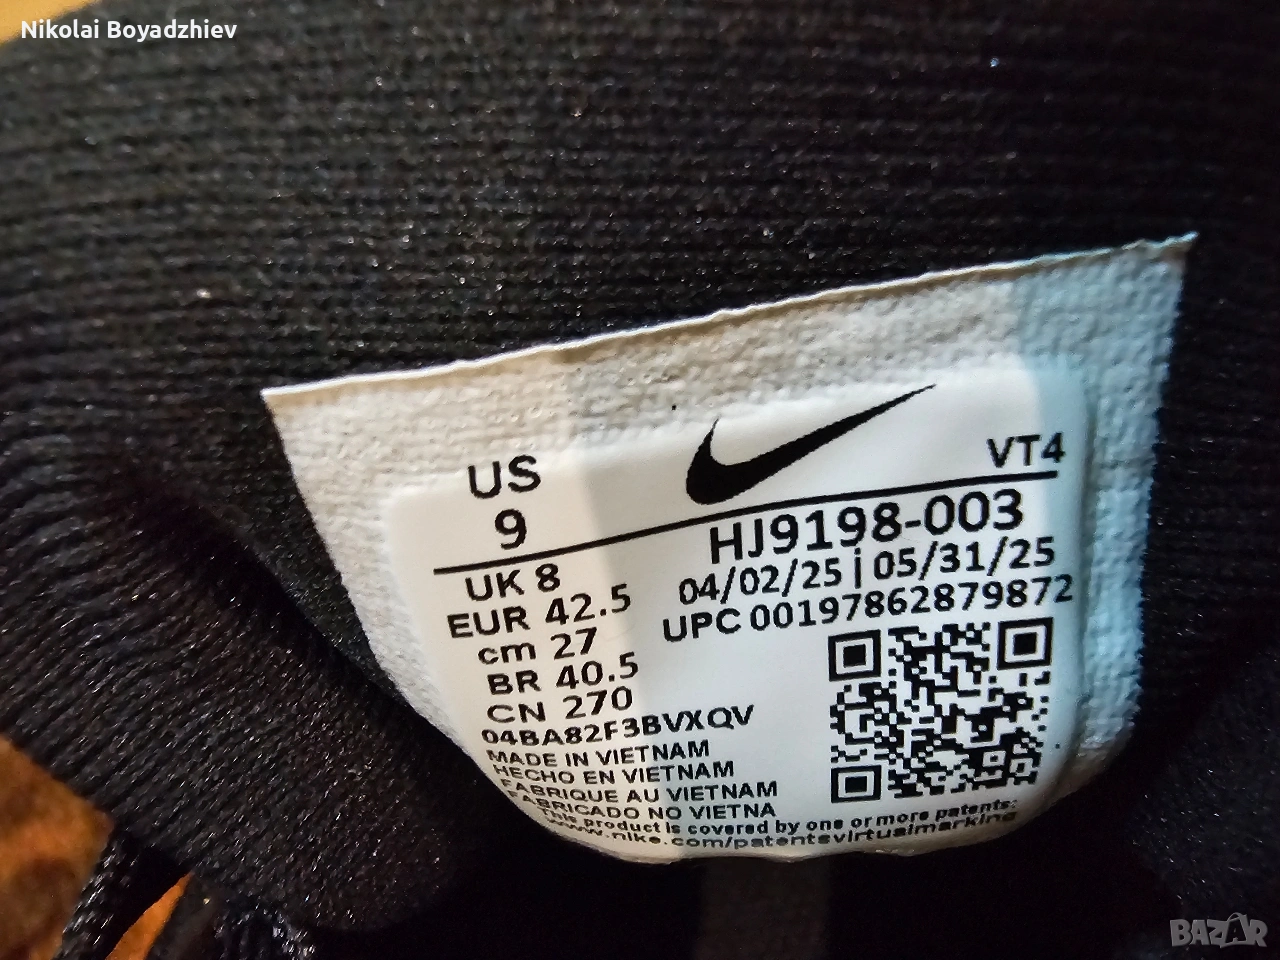 Nikolai Boyadzhiev
US
9
VT4
HJ9198-003
04/02/25 | 05/31/25
UPC 00197862879872
UK 8
EUR 42.5
cm 27
BR 40.5
CN 270
04BA82F3BVXQV
MADE IN VIETNAM
HECHO EN VIETNAM
FABRIQUE AU VIETNAM
FABRICADO NO VIETNA
This product is covered by one or more patents:
www.nike.com/patentsvirtualmarking
BAZAR